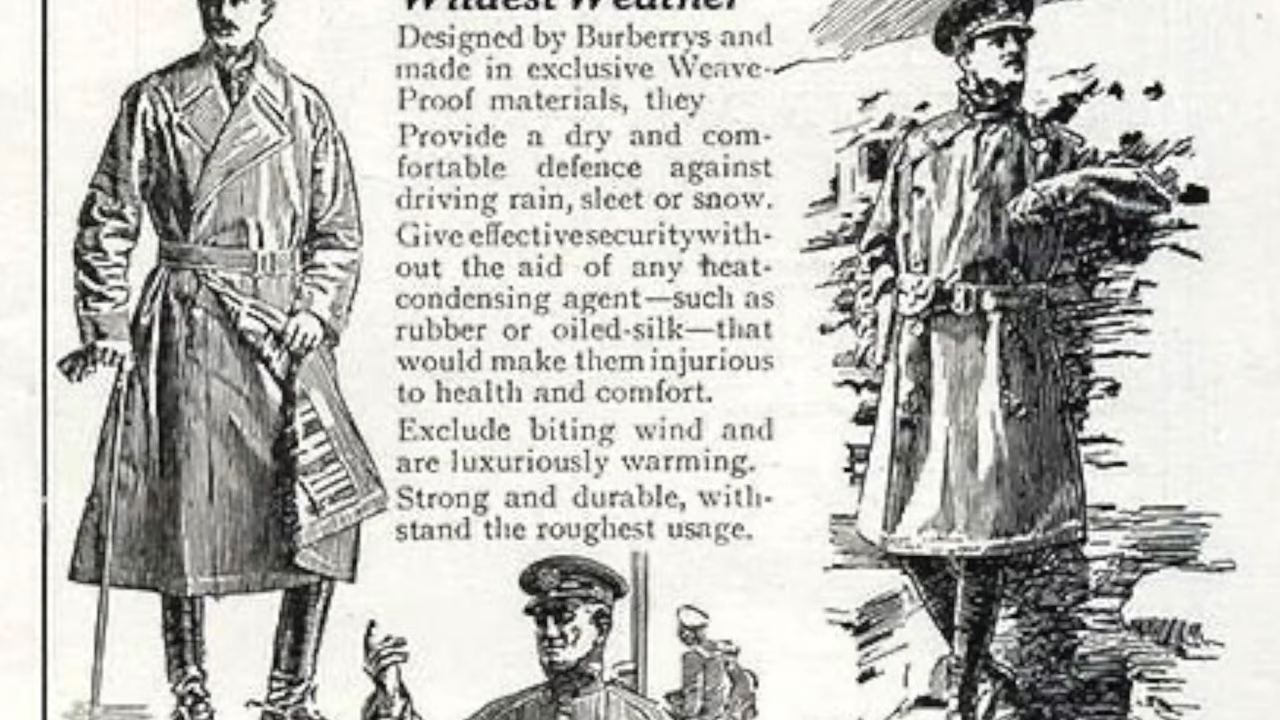 Wildest Weather
Designed by Burberrys and
made in exclusive Weave-
Proof materials, they
Provide a dry and com-
fortable defence against
driving rain, sleet or snow.
Give effective security with-
out the aid of any heat-
condensing agent—such as
rubber or oiled-silk—that
would make them injurious
to health and comfort.
Exclude biting wind and
are luxuriously warming.
Strong and durable, with-
stand the roughest usage.